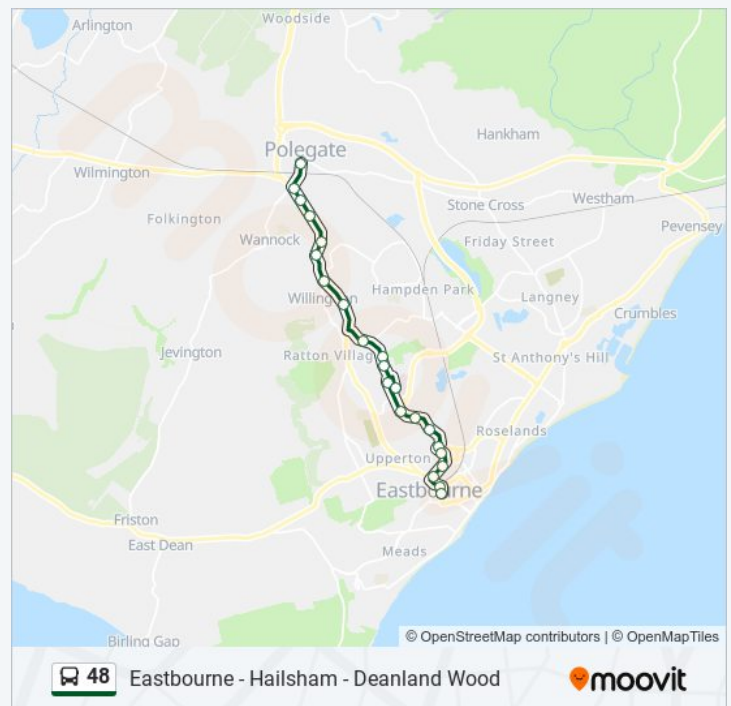 Arlington
Woodside
Polegate
Hankham
Wilmington
Stone Cross
Westham
Folkington
Pevensey
Wannock
Friday Street
Hampden Park
Langney
Willing
n
Crumbles
Jevington
Ratton Villag
St Anthony's Hill
Roselands
Upperton
Eastbourne
Friston
East Dean
Meads
Birling Gap
© OpenStreetMap contributors | © OpenMapTiles
48
Eastbourne - Hailsham - Deanland Wood
moovit